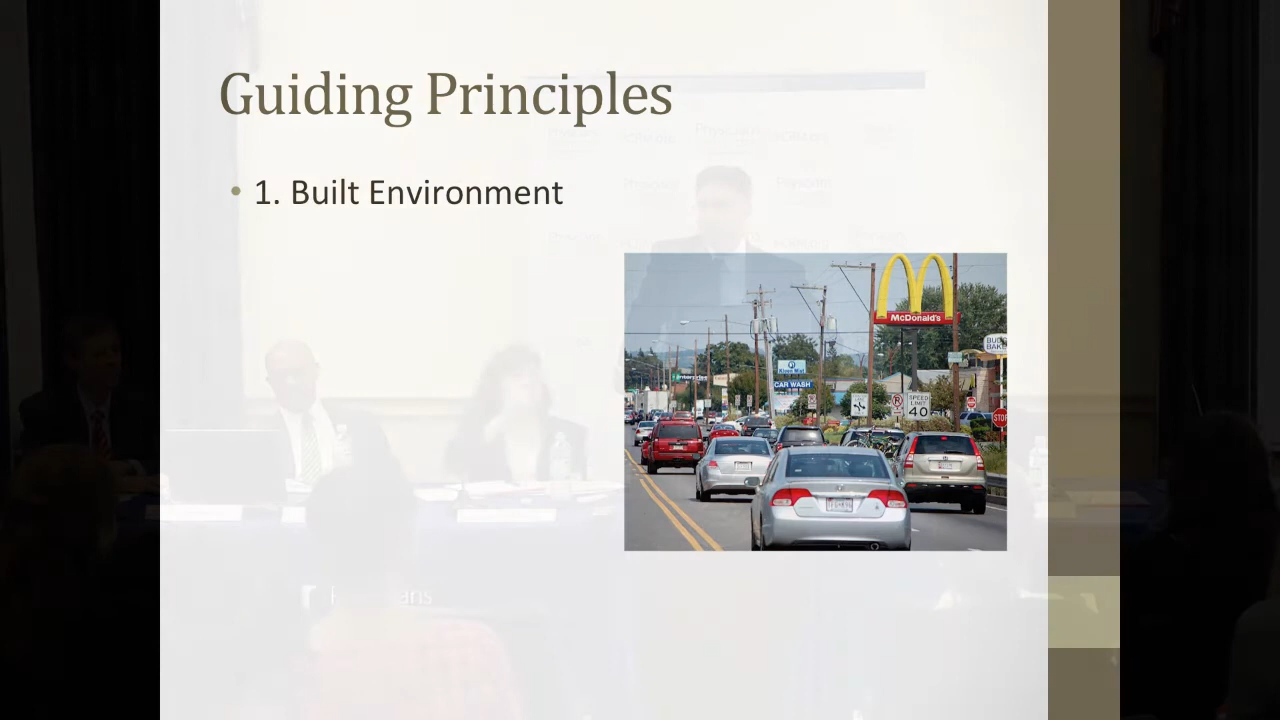 Guiding Principles
• 1. Built Environment
McDonald's
CAR WASH
SPEED
LIMIT
40
STOP